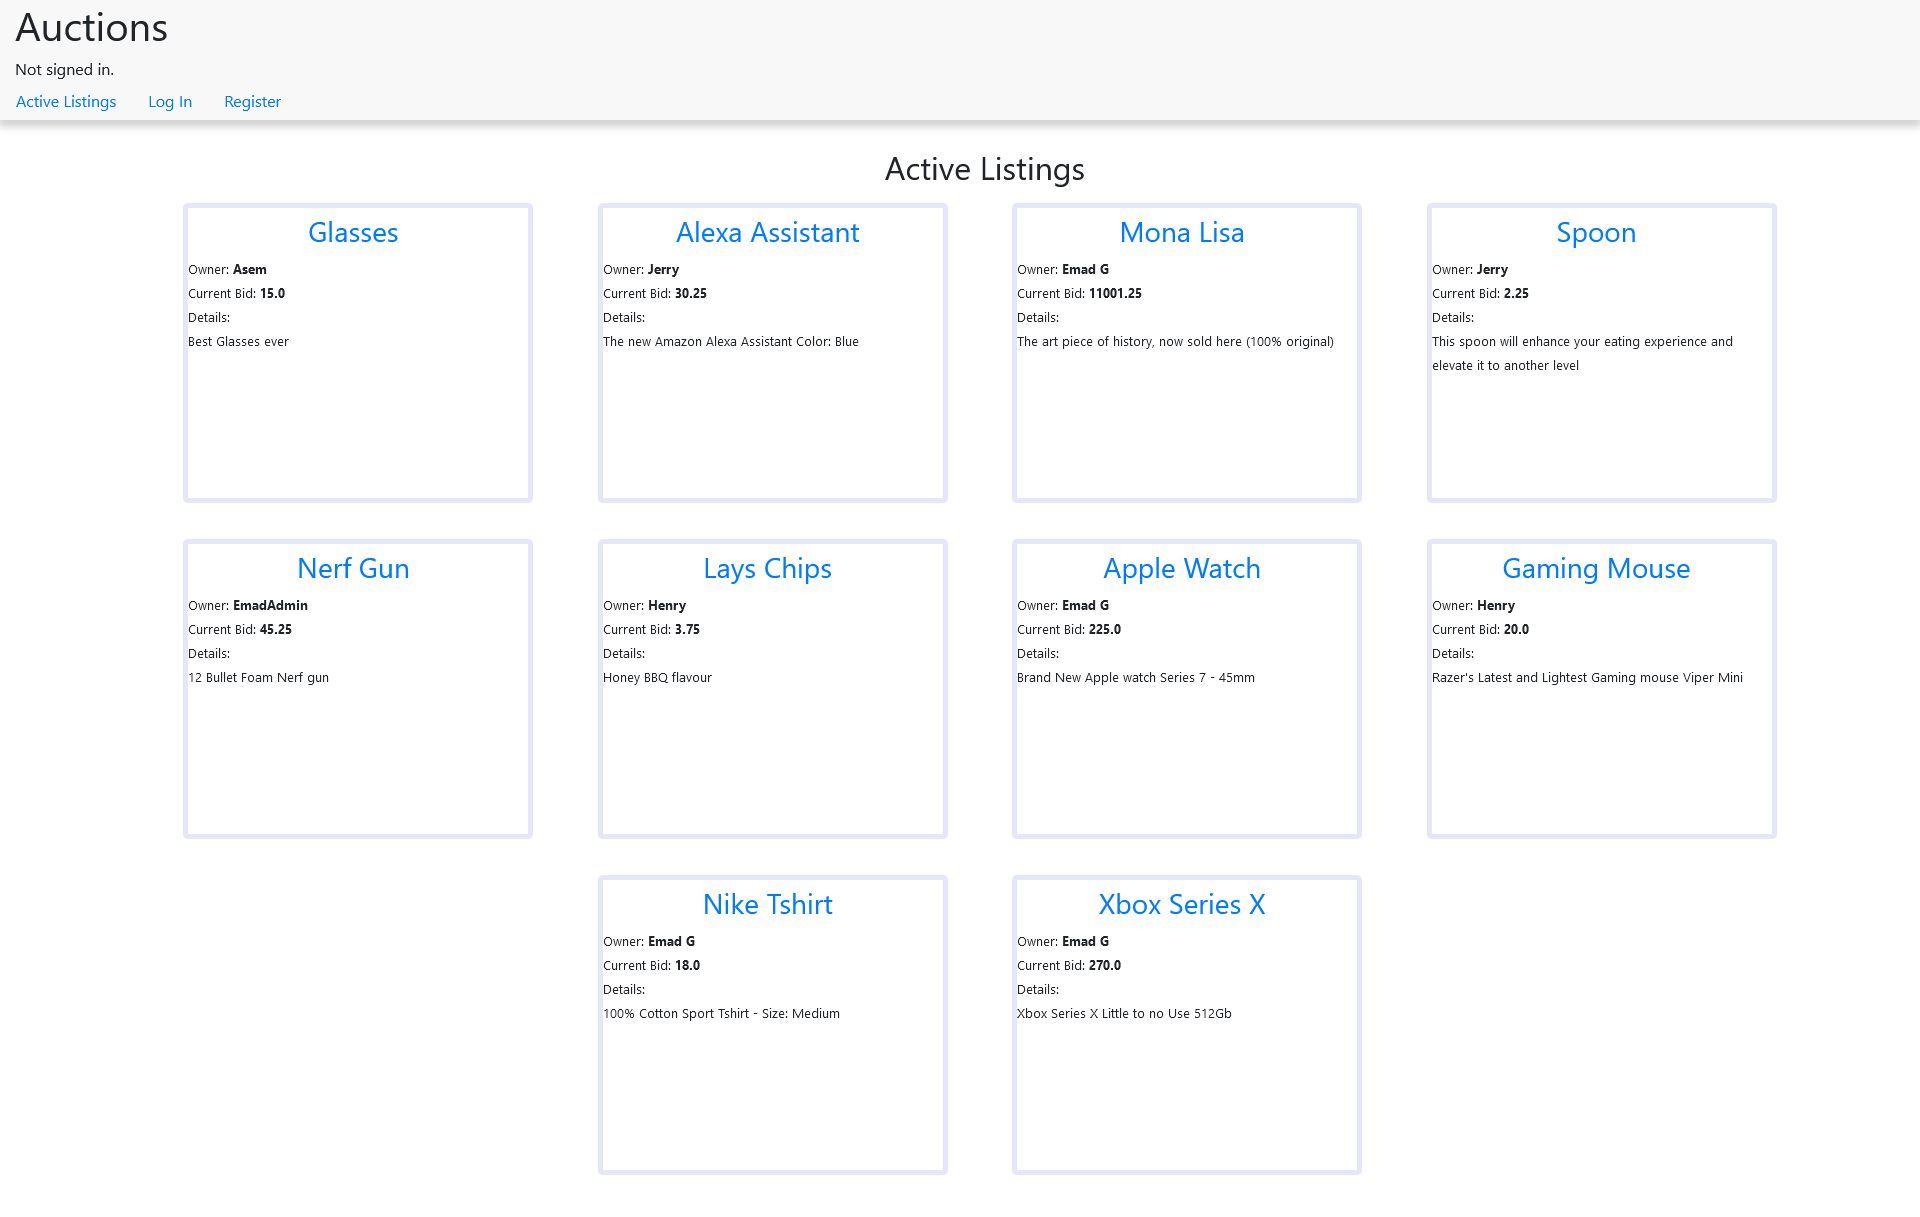 Auctions
Not signed in.
Active Listings Log In Register
Active Listings
Glasses
Owner: Asem
Current Bid: 15.0
Details:
Best Glasses ever
Alexa Assistant
Owner: Jerry
Current Bid: 30.25
Details:
The new Amazon Alexa Assistant Color: Blue
Mona Lisa
Owner: Emad G
Current Bid: 11001.25
Details:
The art piece of history, now sold here (100% original)
Spoon
Owner: Jerry
Current Bid: 2.25
Details:
This spoon will enhance your eating experience and
elevate it to another level
Nerf Gun
Owner: EmadAdmin
Current Bid: 45.25
Details:
12 Bullet Foam Nerf gun
Lays Chips
Owner: Henry
Current Bid: 3.75
Details:
Honey BBQ flavour
Apple Watch
Owner: Emad G
Current Bid: 225.0
Details:
Brand New Apple watch Series 7 - 45mm
Gaming Mouse
Owner: Henry
Current Bid: 20.0
Details:
Razer's Latest and Lightest Gaming mouse Viper Mini
Nike Tshirt
Owner: Emad G
Current Bid: 18.0
Details:
100% Cotton Sport Tshirt - Size: Medium
Xbox Series X
Owner: Emad G
Current Bid: 270.0
Details:
Xbox Series X Little to no Use 512Gb